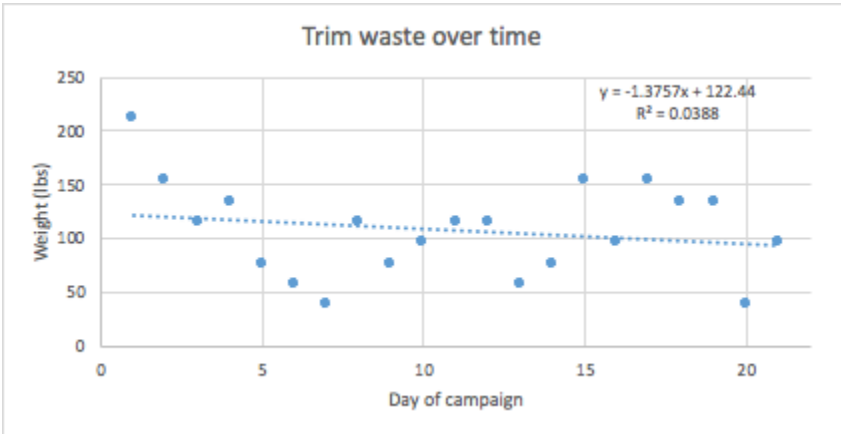 Trim waste over time
y = -1.3757x + 122.44
R² = 0.0388
250
200
150
100
50
0
Weight (lbs)
0 5 10 15 20
Day of campaign